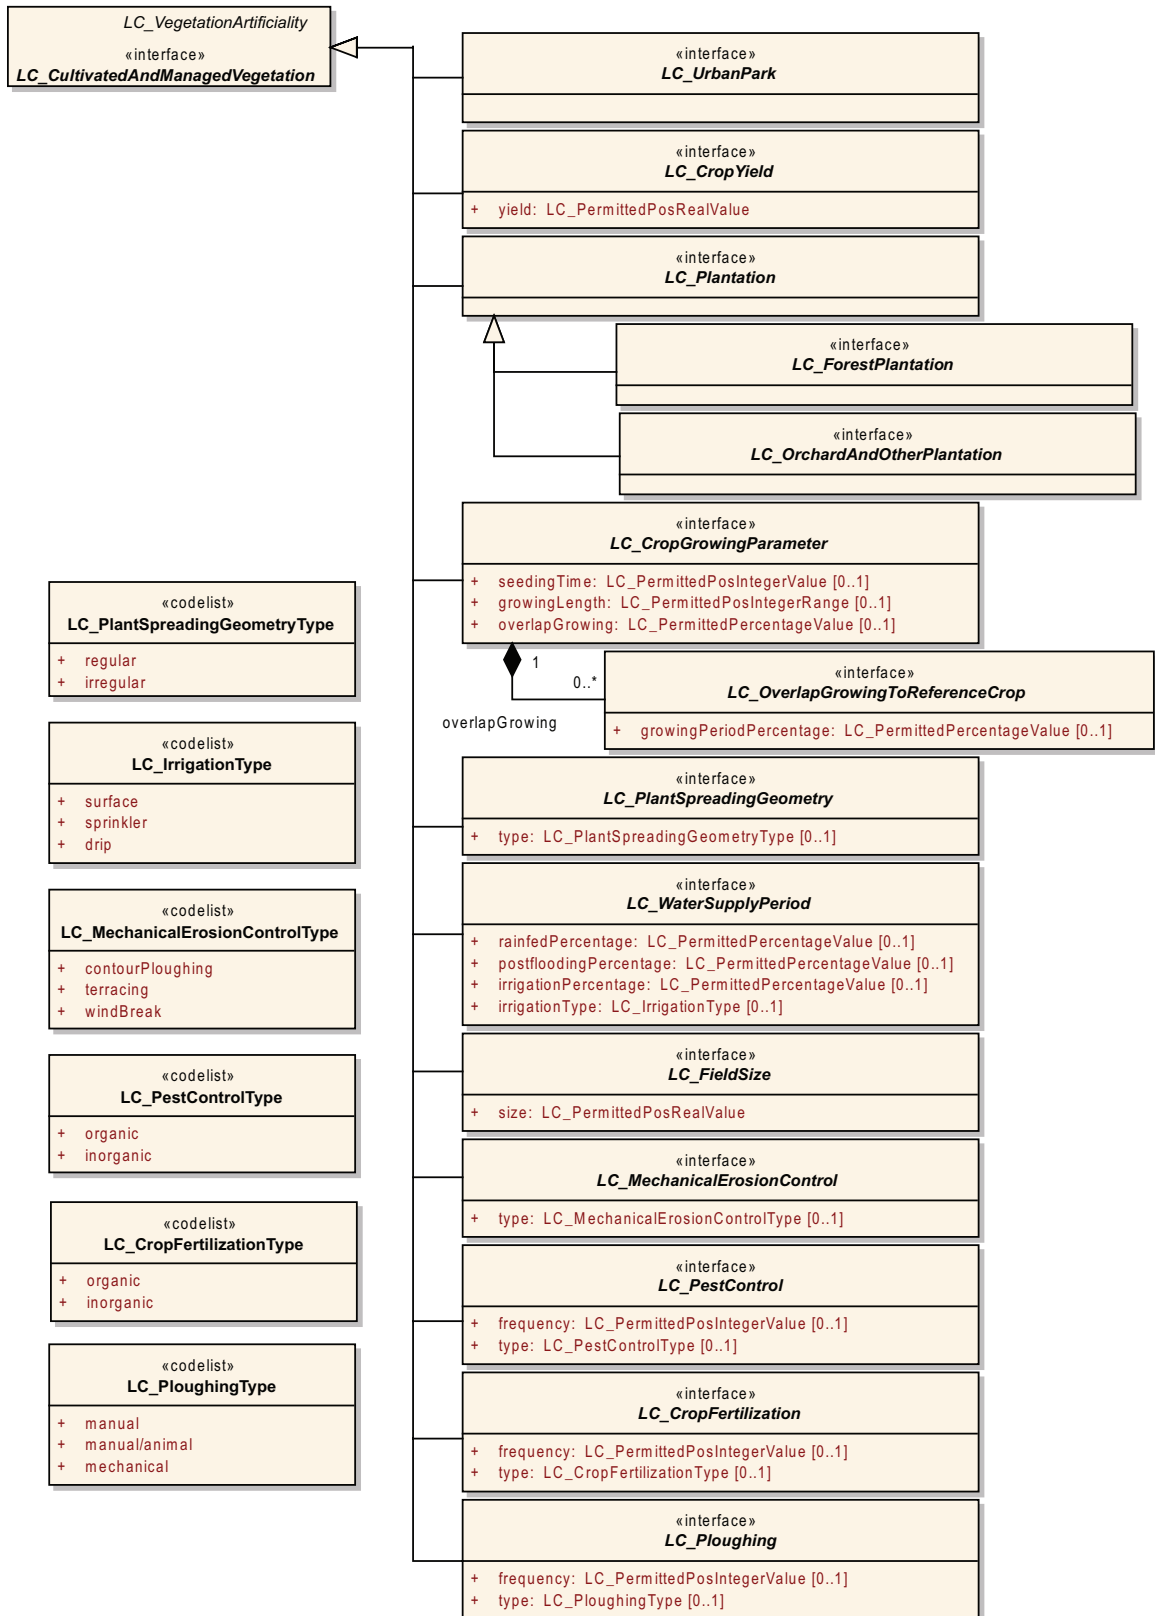 LC_VegetationArtificiality
«interface»
LC_CultivatedAndManagedVegetation
«interface»
LC_UrbanPark
«interface»
LC_CropYield
+ yield: LC_PermittedPosRealValue
«interface»
LC_Plantation
«interface»
LC_ForestPlantation
«interface»
LC_OrchardAndOtherPlantation
«interface»
LC_CropGrowingParameter
+ seedingTime: LC_PermittedPosIntegerValue [0..1]
+ growingLength: LC_PermittedPosIntegerRange [0..1]
+ overlapGrowing: LC_PermittedPercentageValue [0..1]
1
0..*
overlapGrowing
«interface»
LC_OverlapGrowingToReferenceCrop
+ growingPeriodPercentage: LC_PermittedPercentageValue [0..1]
«interface»
LC_PlantSpreadingGeometry
+ type: LC_PlantSpreadingGeometryType [0..1]
«interface»
LC_WaterSupplyPeriod
+ rainfedPercentage: LC_PermittedPercentageValue [0..1]
+ postfloodingPercentage: LC_PermittedPercentageValue [0..1]
+ irrigationPercentage: LC_PermittedPercentageValue [0..1]
+ irrigationType: LC_IrrigationType [0..1]
«interface»
LC_FieldSize
+ size: LC_PermittedPosRealValue
«interface»
LC_MechanicalErosionControl
+ type: LC_MechanicalErosionControlType [0..1]
«interface»
LC_PestControl
+ frequency: LC_PermittedPosIntegerValue [0..1]
+ type: LC_PestControlType [0..1]
«interface»
LC_CropFertilization
+ frequency: LC_PermittedPosIntegerValue [0..1]
+ type: LC_CropFertilizationType [0..1]
«interface»
LC_Ploughing
+ frequency: LC_PermittedPosIntegerValue [0..1]
+ type: LC_PloughingType [0..1]
«codelist»
LC_PlantSpreadingGeometryType
+ regular
+ irregular
«codelist»
LC_IrrigationType
+ surface
+ sprinkler
+ drip
«codelist»
LC_MechanicalErosionControlType
+ contourPloughing
+ terracing
+ windBreak
«codelist»
LC_PestControlType
+ organic
+ inorganic
«codelist»
LC_CropFertilizationType
+ organic
+ inorganic
«codelist»
LC_PloughingType
+ manual
+ manual/animal
+ mechanical